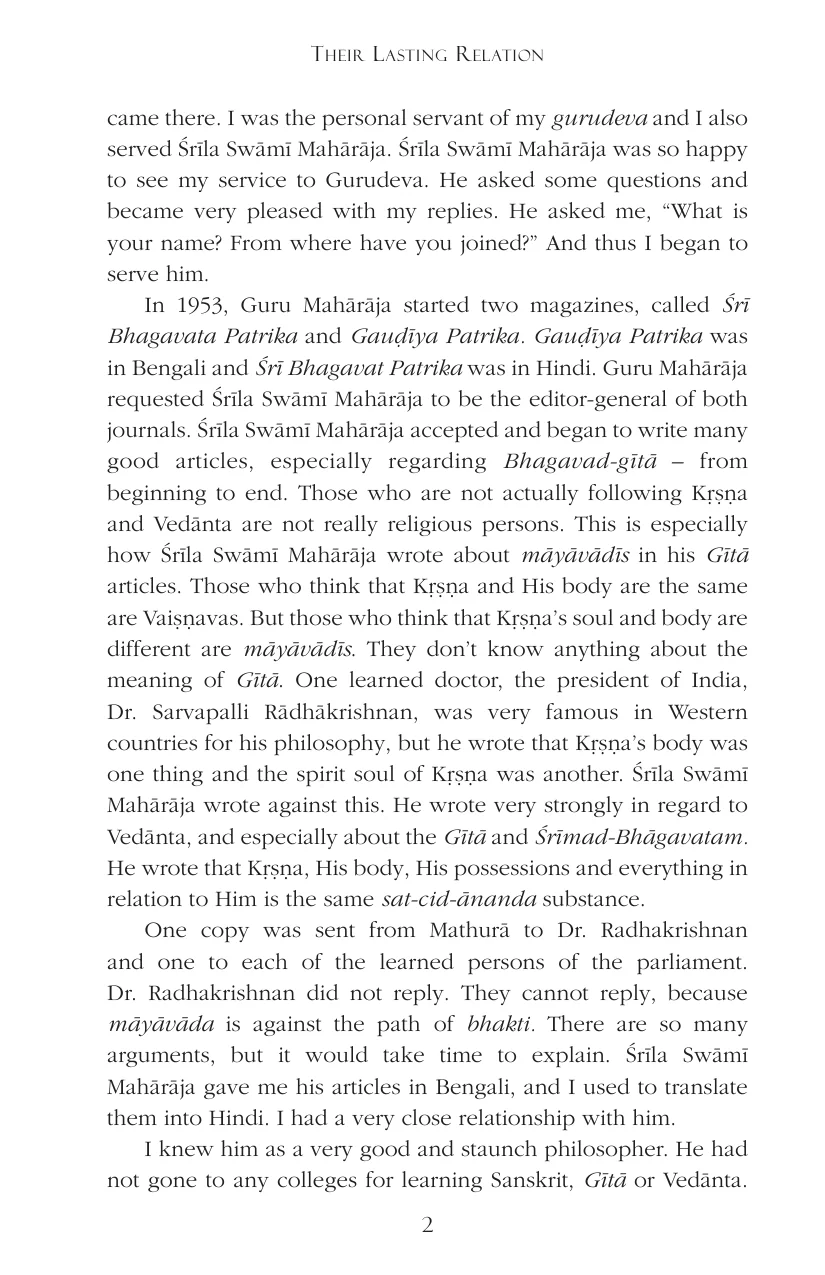 Their Lasting Relation
came there. I was the personal servant of my gurudeva and I also
served Śrīla Swāmī Mahārāja. Śrīla Swāmī Mahārāja was so happy
to see my service to Gurudeva. He asked some questions and
became very pleased with my replies. He asked me, “What is
your name? From where have you joined?” And thus I began to
serve him.
In 1953, Guru Mahārāja started two magazines, called Śrī
Bhagavata Patrika and Gauḍīya Patrika. Gauḍīya Patrika was
in Bengali and Śrī Bhagavat Patrika was in Hindi. Guru Mahārāja
requested Śrīla Swāmī Mahārāja to be the editor-general of both
journals. Śrīla Swāmī Mahārāja accepted and began to write many
good articles, especially regarding Bhagavad-gītā – from
beginning to end. Those who are not actually following Kṛṣṇa
and Vedānta are not really religious persons. This is especially
how Śrīla Swāmī Mahārāja wrote about māyāvādīs in his Gītā
articles. Those who think that Kṛṣṇa and His body are the same
are Vaiṣṇavas. But those who think that Kṛṣṇa’s soul and body are
different are māyāvādīs. They don’t know anything about the
meaning of Gītā. One learned doctor, the president of India,
Dr. Sarvapalli Rādhākrishnan, was very famous in Western
countries for his philosophy, but he wrote that Kṛṣṇa’s body was
one thing and the spirit soul of Kṛṣṇa was another. Śrīla Swāmī
Mahārāja wrote against this. He wrote very strongly in regard to
Vedānta, and especially about the Gītā and Śrīmad-Bhāgavatam.
He wrote that Kṛṣṇa, His body, His possessions and everything in
relation to Him is the same sat-cid-ānanda substance.
One copy was sent from Mathurā to Dr. Radhakrishnan
and one to each of the learned persons of the parliament.
Dr. Radhakrishnan did not reply. They cannot reply, because
māyāvāda is against the path of bhakti. There are so many
arguments, but it would take time to explain. Śrīla Swāmī
Mahārāja gave me his articles in Bengali, and I used to translate
them into Hindi. I had a very close relationship with him.
I knew him as a very good and staunch philosopher. He had
not gone to any colleges for learning Sanskrit, Gītā or Vedānta.
2